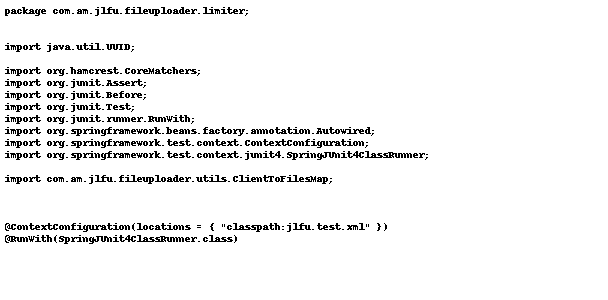 package com.am.jlfu.fileuploader.limiter;
import java.util.UUID;
import org.hamcrest.CoreMatchers;
import org.junit.Assert;
import org.junit.Before;
import org.junit.Test;
import org.junit.runner.RunWith;
import org.springframework.beans.factory.annotation.Autowired;
import org.springframework.test.context.ContextConfiguration;
import org.springframework.test.context.junit4.SpringJUnit4ClassRunner;
import com.am.jlfu.fileuploader.utils.ClientToFilesMap;
@ContextConfiguration(locations = { "classpath:jlfu.test.xml" })
@RunWith(SpringJUnit4ClassRunner.class)